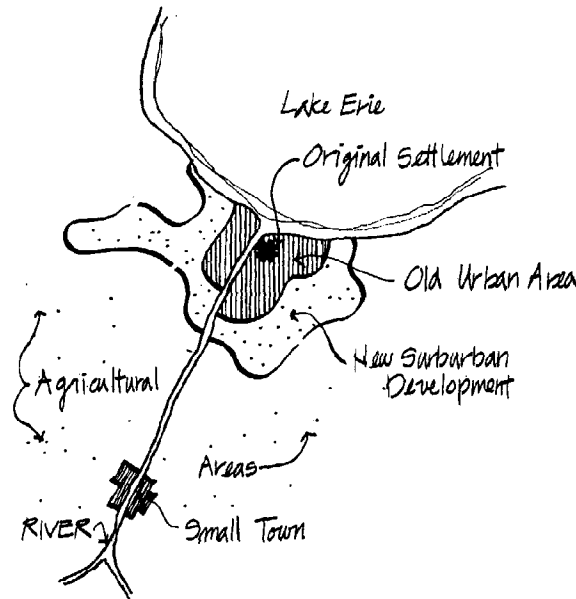 Lake Erie
Original Settlement
Old Urban Area
New Surburban
Development
Agricultural
Areas
RIVER
Small Town